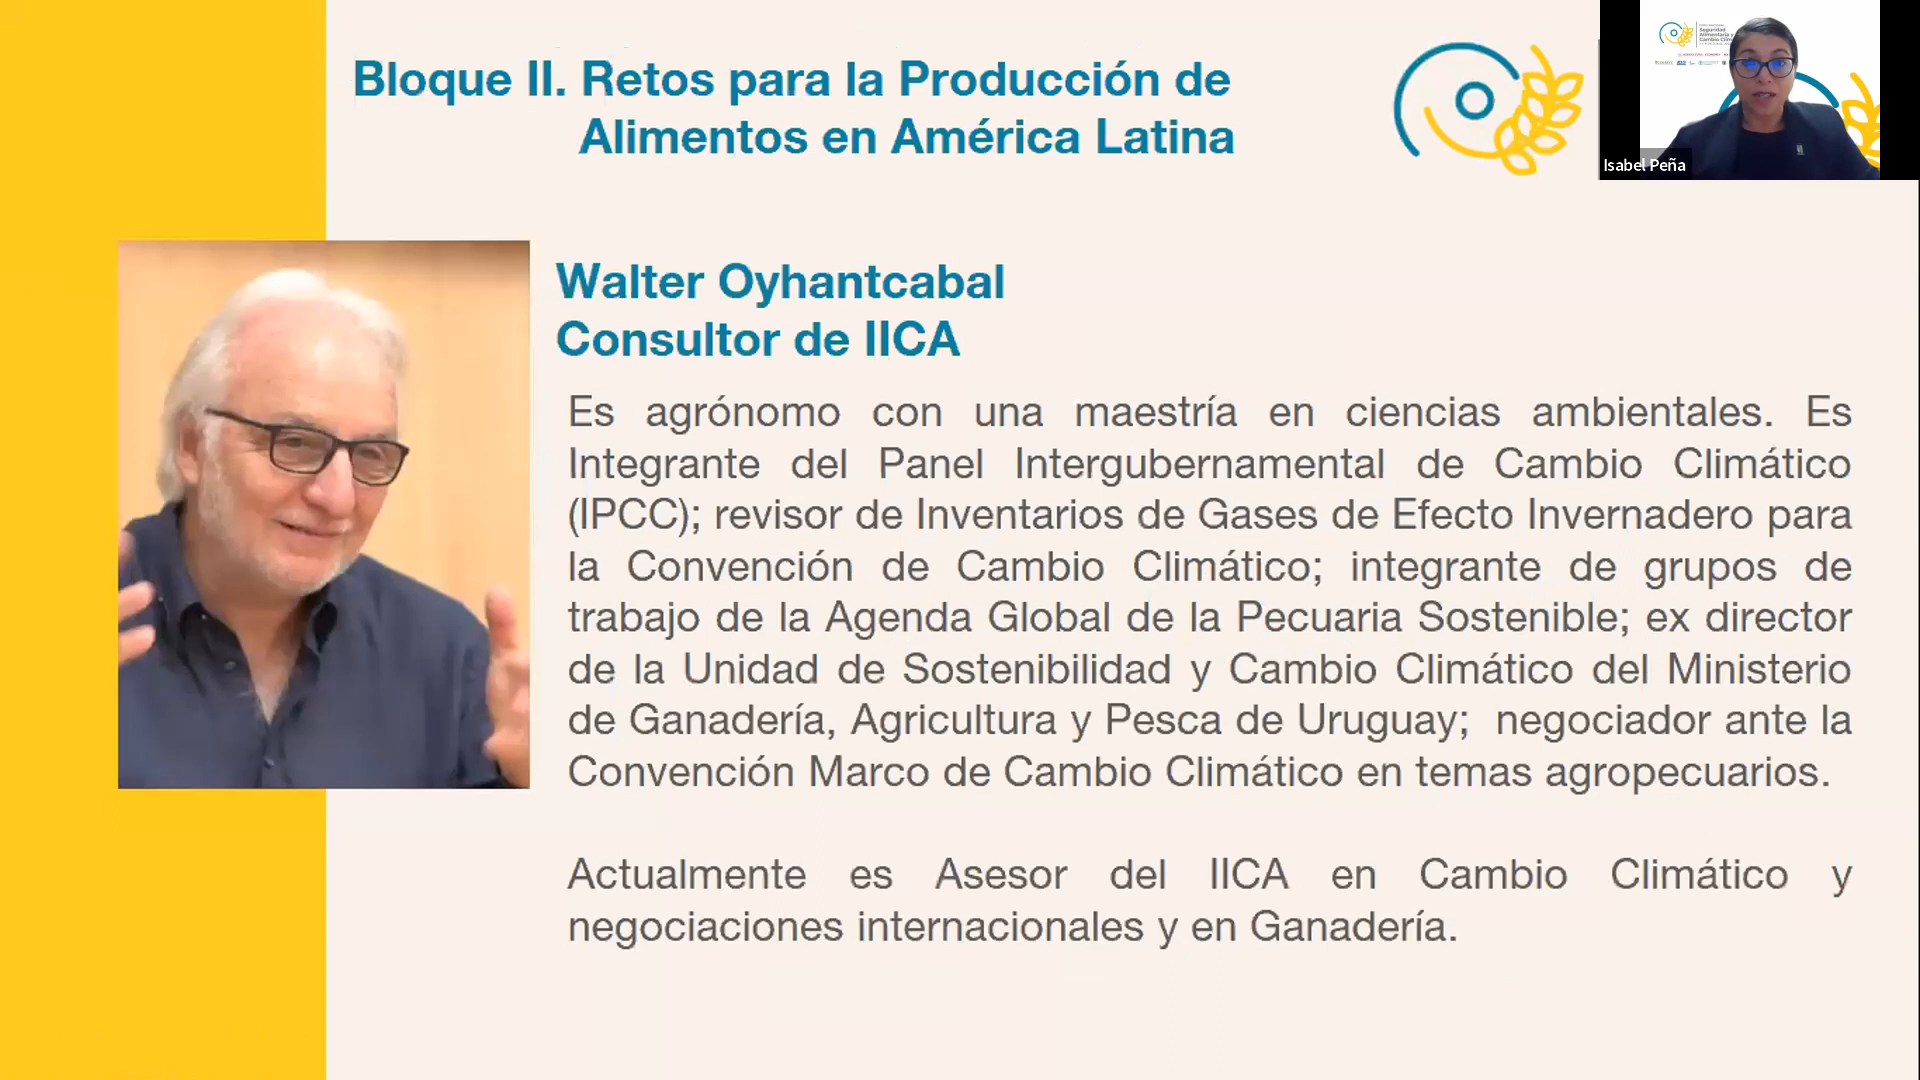 Bloque II. Retos para la Producción de
Alimentos en América Latina
Seguridad
Alimentaria y
Isabel Peña
Walter Oyhantcabal
Consultor de IICA
Es agrónomo con una maestría en ciencias ambientales. Es
Integrante del Panel Intergubernamental de Cambio Climático
(IPCC); revisor de Inventarios de Gases de Efecto Invernadero para
la Convención de Cambio Climático; integrante de grupos de
trabajo de la Agenda Global de la Pecuaria Sostenible; ex director
de la Unidad de Sostenibilidad y Cambio Climático del Ministerio
de Ganadería, Agricultura y Pesca de Uruguay; negociador ante la
Convención Marco de Cambio Climático en temas agropecuarios.
Actualmente es Asesor del IICA en Cambio Climático y
negociaciones internacionales y en Ganadería.